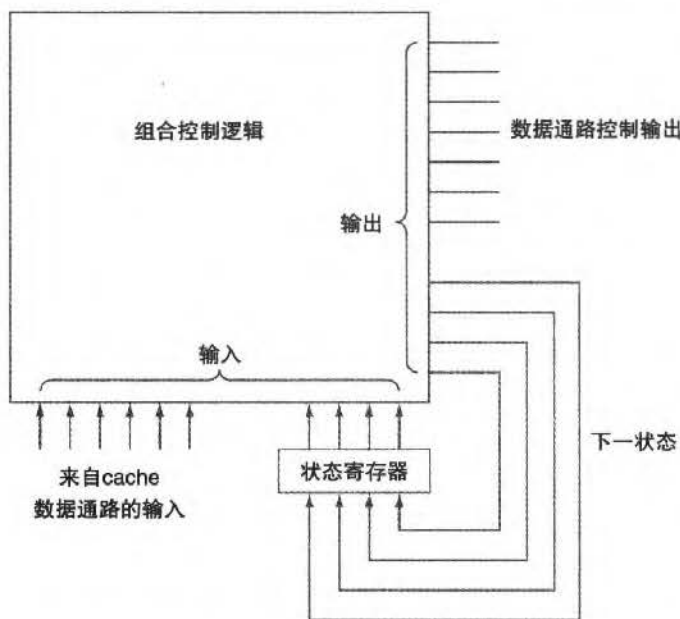 组合控制逻辑
数据通路控制输出
输出
输入
下一状态
来自cache
数据通路的输入
状态寄存器